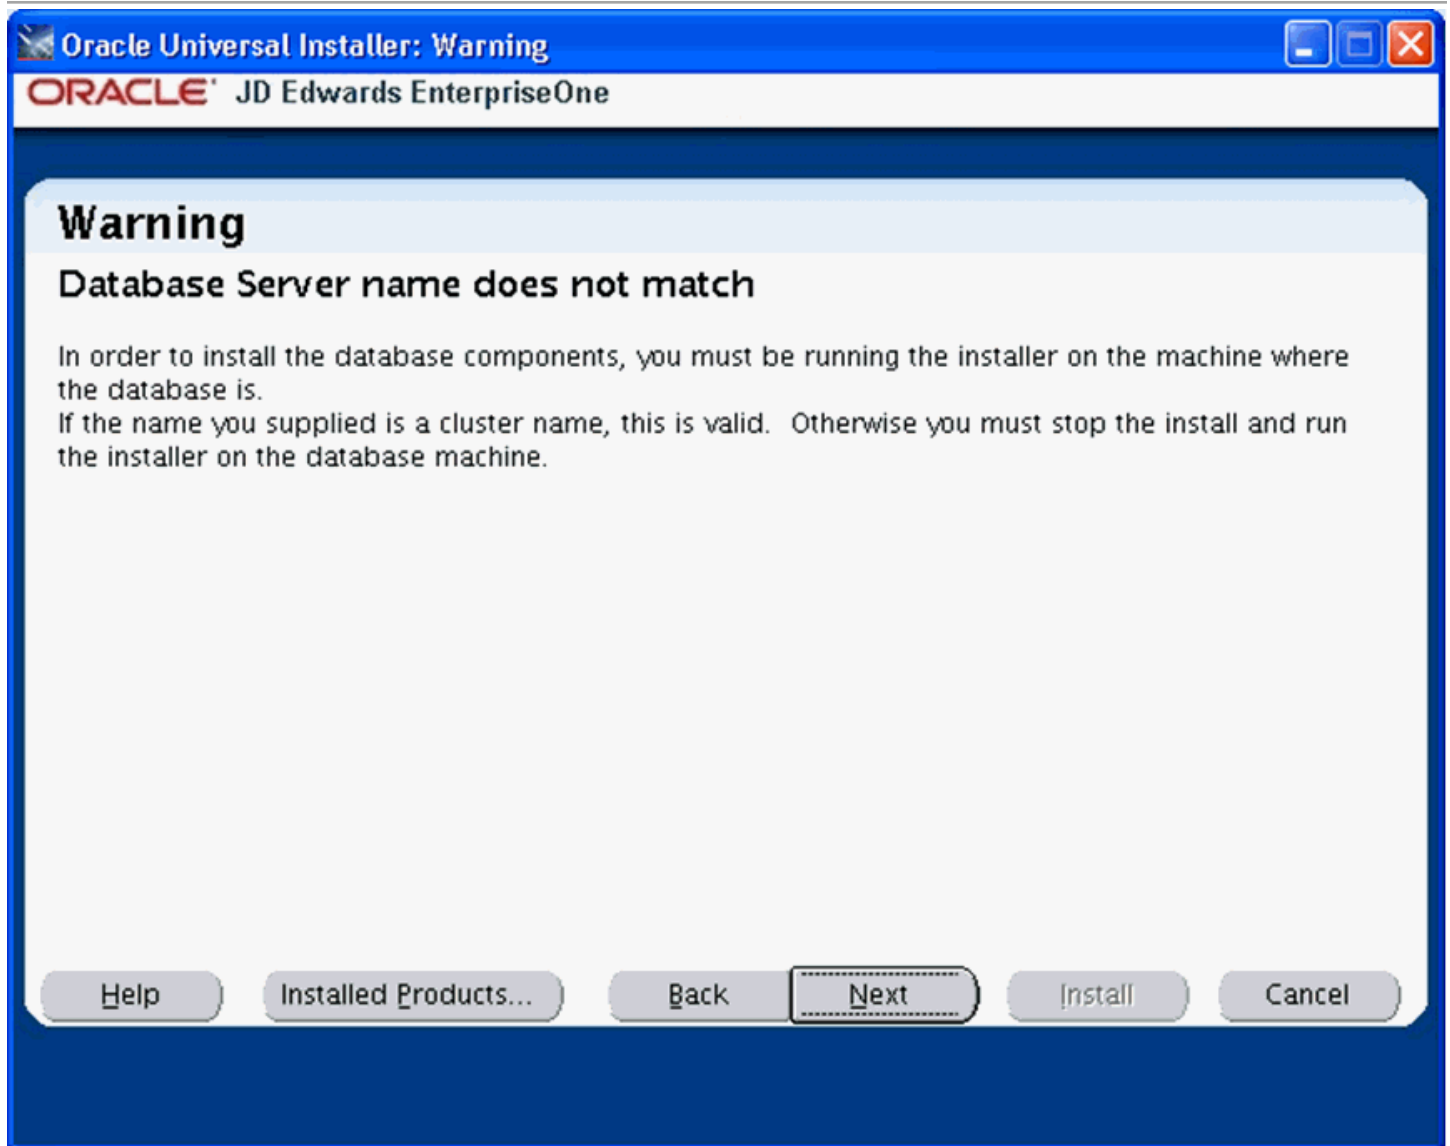 Oracle Universal Installer: Warning
ORACLE JD Edwards EnterpriseOne
Warning
Database Server name does not match
In order to install the database components, you must be running the installer on the machine where
the database is.
If the name you supplied is a cluster name, this is valid.  Otherwise you must stop the install and run
the installer on the database machine.
Help Installed Products... Back Next Install Cancel